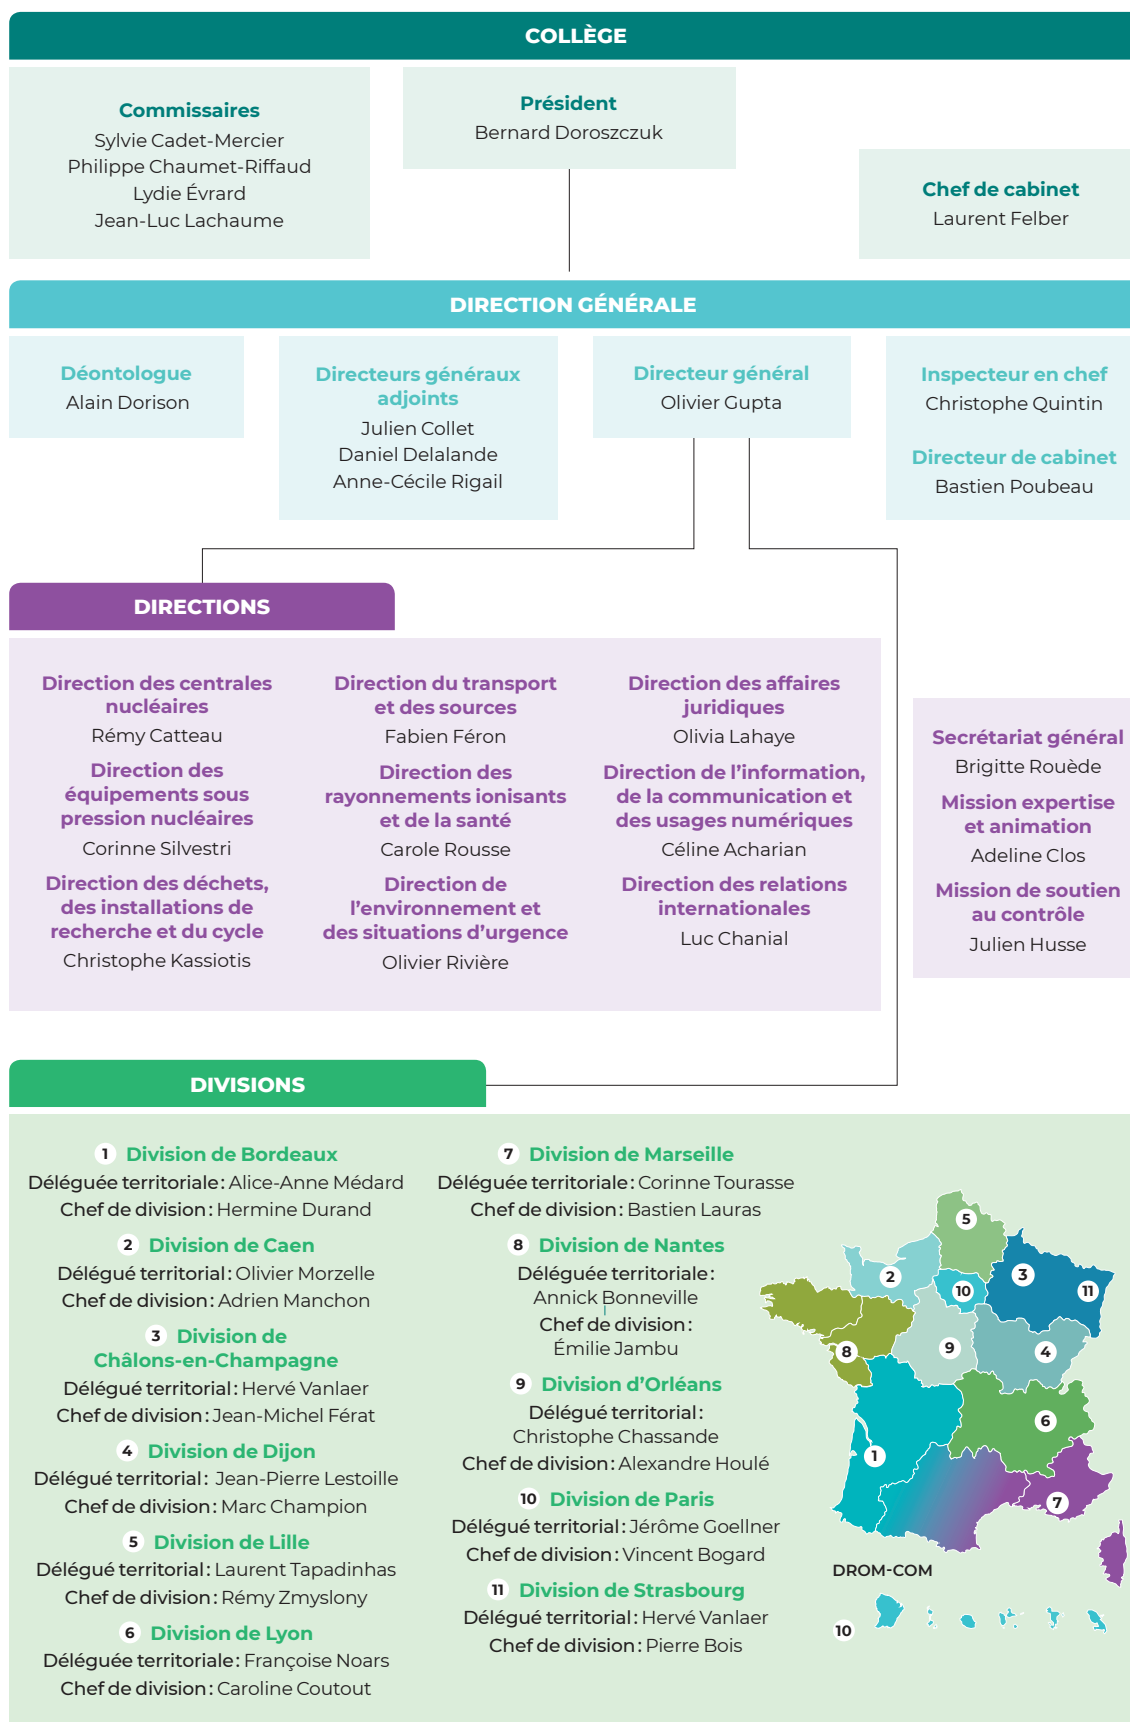 COLLÈGE
Commissaires
Sylvie Cadet-Mercier
Philippe Chaumet-Riffaud
Lydie Évrard
Jean-Luc Lachaume
Président
Bernard Doroszczuk
Chef de cabinet
Laurent Felber
DIRECTION GÉNÉRALE
Déontologue
Alain Dorison
Directeurs généraux
adjoints
Julien Collet
Daniel Delalande
Anne-Cécile Rigail
Directeur général
Olivier Gupta
Inspecteur en chef
Christophe Quintin
Directeur de cabinet
Bastien Poubeau
DIRECTIONS
Direction des centrales
nucléaires
Rémy Catteau
Direction des
équipements sous
pression nucléaires
Corinne Silvestri
Direction des déchets,
des installations de
recherche et du cycle
Christophe Kassiotis
Direction du transport
et des sources
Fabien Féron
Direction des
rayonnements ionisants
et de la santé
Carole Rousse
Direction de
l'environnement et
des situations d'urgence
Olivier Rivière
Direction des affaires
juridiques
Olivia Lahaye
Direction de l'information,
de la communication et
des usages numériques
Céline Acharian
Direction des relations
internationales
Luc Chanial
Secrétariat général
Brigitte Rouède
Mission expertise
et animation
Adeline Clos
Mission de soutien
au contrôle
Julien Husse
DIVISIONS
1 Division de Bordeaux
Déléguée territoriale : Alice-Anne Médard
Chef de division : Hermine Durand
2 Division de Caen
Délégué territorial : Olivier Morzelle
Chef de division : Adrien Manchon
3 Division de
Châlons-en-Champagne
Délégué territorial : Hervé Vanlaer
Chef de division : Jean-Michel Férat
4 Division de Dijon
Délégué territorial : Jean-Pierre Lestoille
Chef de division : Marc Champion
5 Division de Lille
Délégué territorial : Laurent Tapadinhas
Chef de division : Rémy Zmyslony
6 Division de Lyon
Déléguée territoriale : Françoise Noars
Chef de division : Caroline Coutout
7 Division de Marseille
Déléguée territoriale : Corinne Tourasse
Chef de division : Bastien Lauras
8 Division de Nantes
Déléguée territoriale :
Annick Bonneville
Chef de division :
Émilie Jambu
9 Division d'Orléans
Délégué territorial :
Christophe Chassande
Chef de division : Alexandre Houlé
10 Division de Paris
Délégué territorial : Jérôme Goellner
Chef de division : Vincent Bogard
11 Division de Strasbourg
Délégué territorial : Hervé Vanlaer
Chef de division : Pierre Bois
5
3
2
10
11
8
9
4
6
1
7
DROM-COM
10